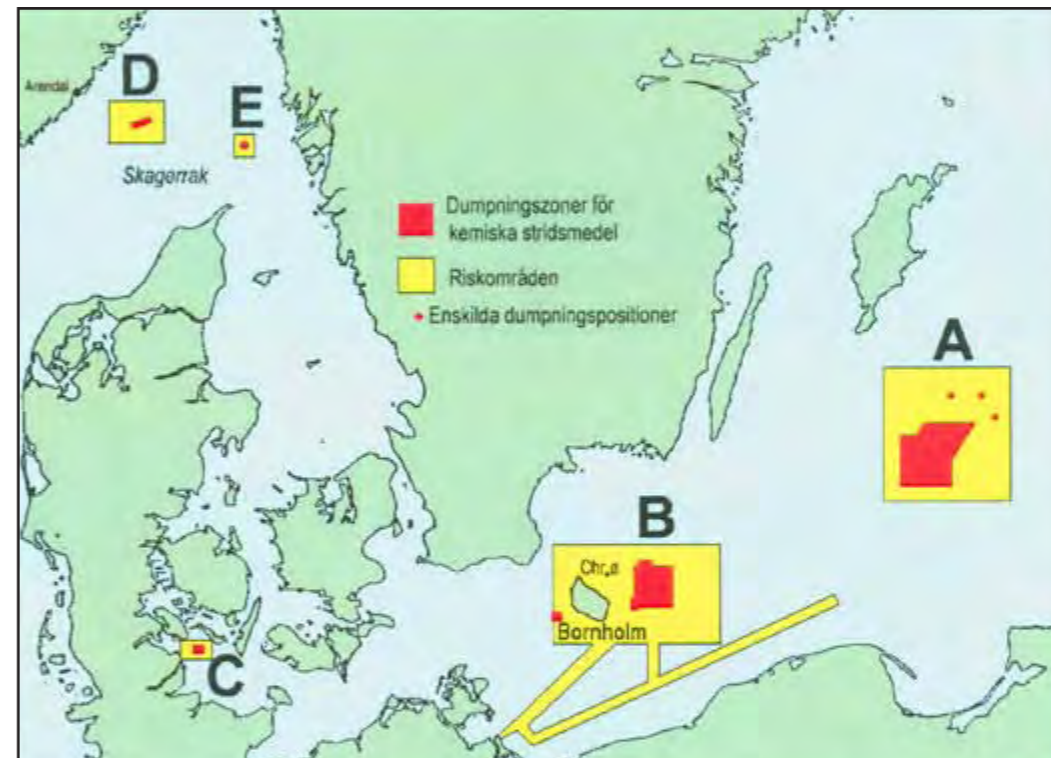 D
Arendal
E
Skagerrak
Dumpningszoner för
kemiska stridsmedel
Riskområden
Enskilda dumpningspositioner
A
B
Chr.ø
Bornholm
C